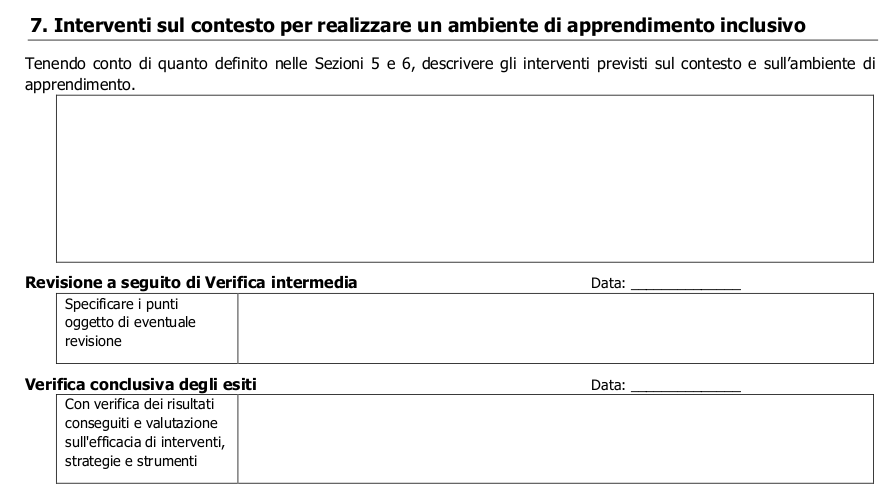 7. Interventi sul contesto per realizzare un ambiente di apprendimento inclusivo
Tenendo conto di quanto definito nelle Sezioni 5 e 6, descrivere gli interventi previsti sul contesto e sull’ambiente di
apprendimento.
Revisione a seguito di Verifica intermedia Data: ______________
Specificare i punti
oggetto di eventuale
revisione
Verifica conclusiva degli esiti Data: ______________
Con verifica dei risultati
conseguiti e valutazione
sull'efficacia di interventi,
strategie e strumenti